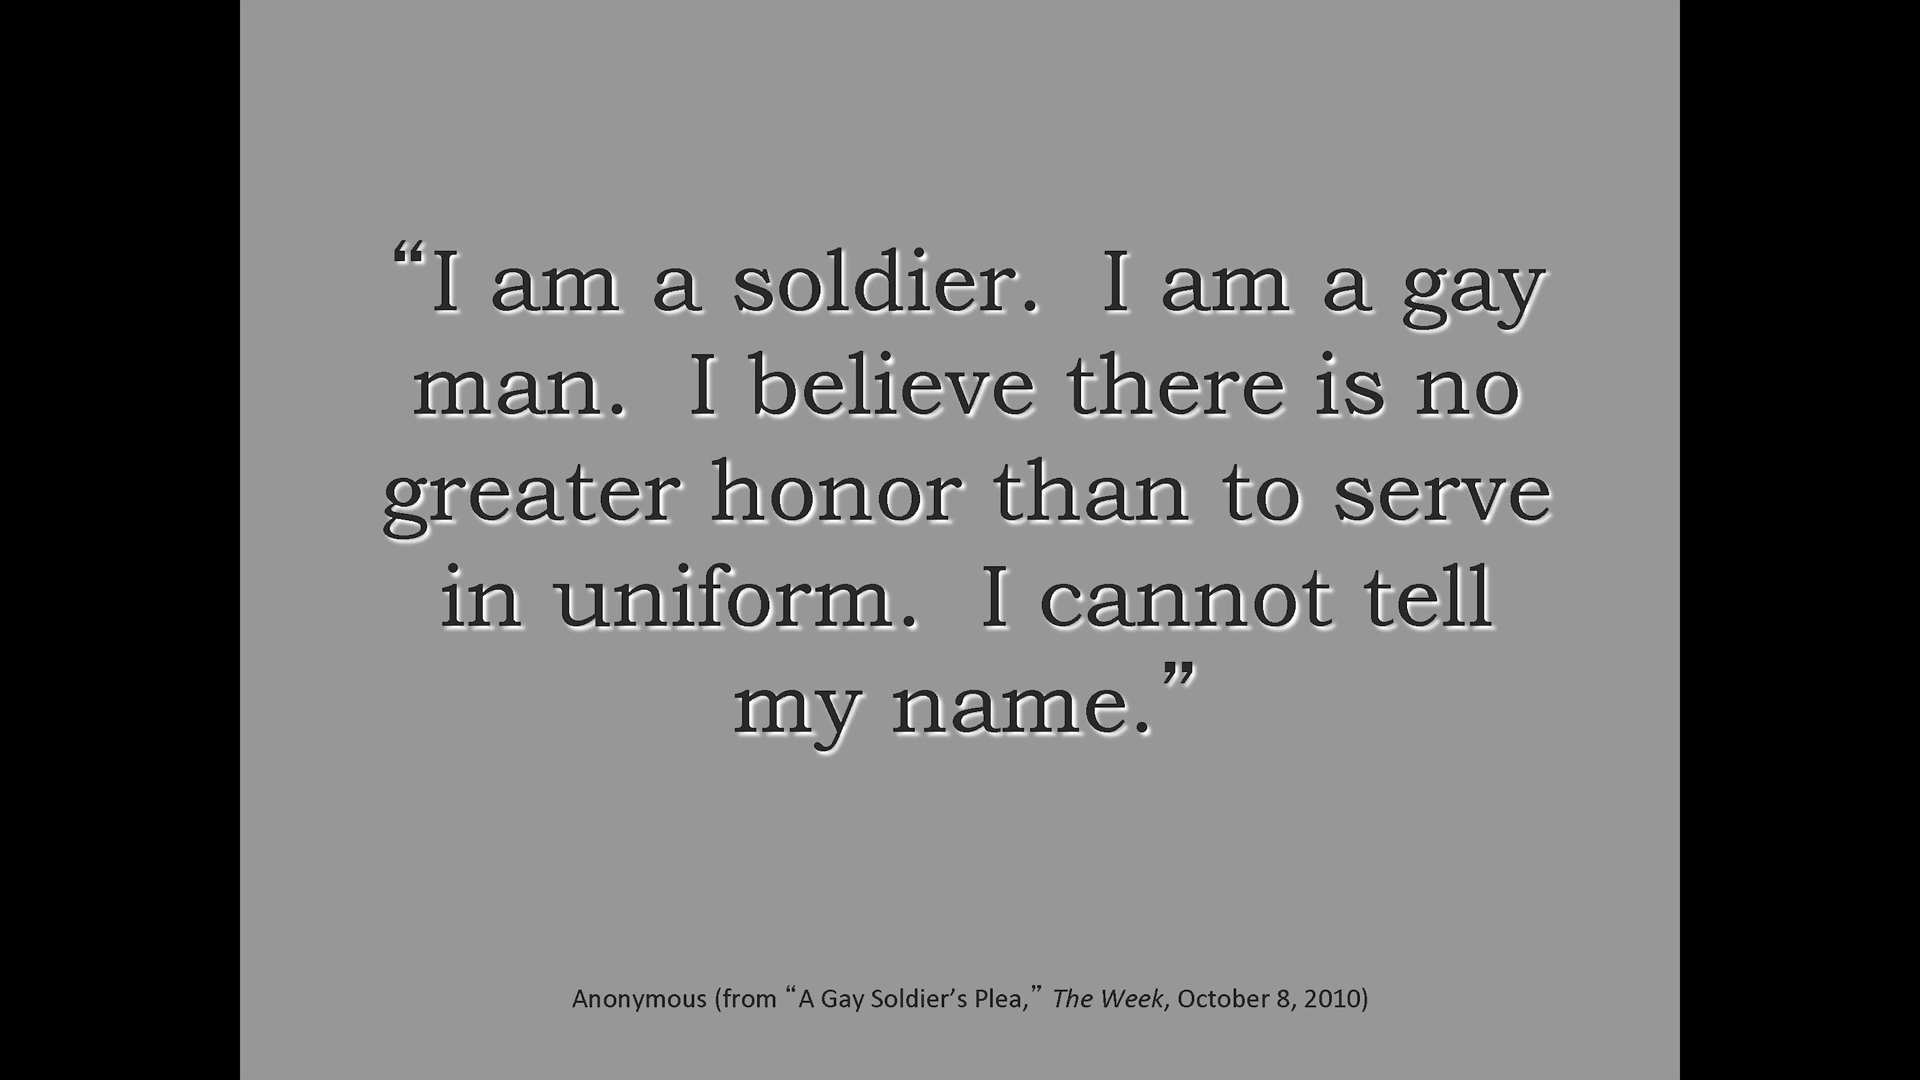 “I am a soldier.  I am a gay
man.  I believe there is no
greater honor than to serve
in uniform.  I cannot tell
my name.”
Anonymous (from “A Gay Soldier’s Plea,” The Week, October 8, 2010)